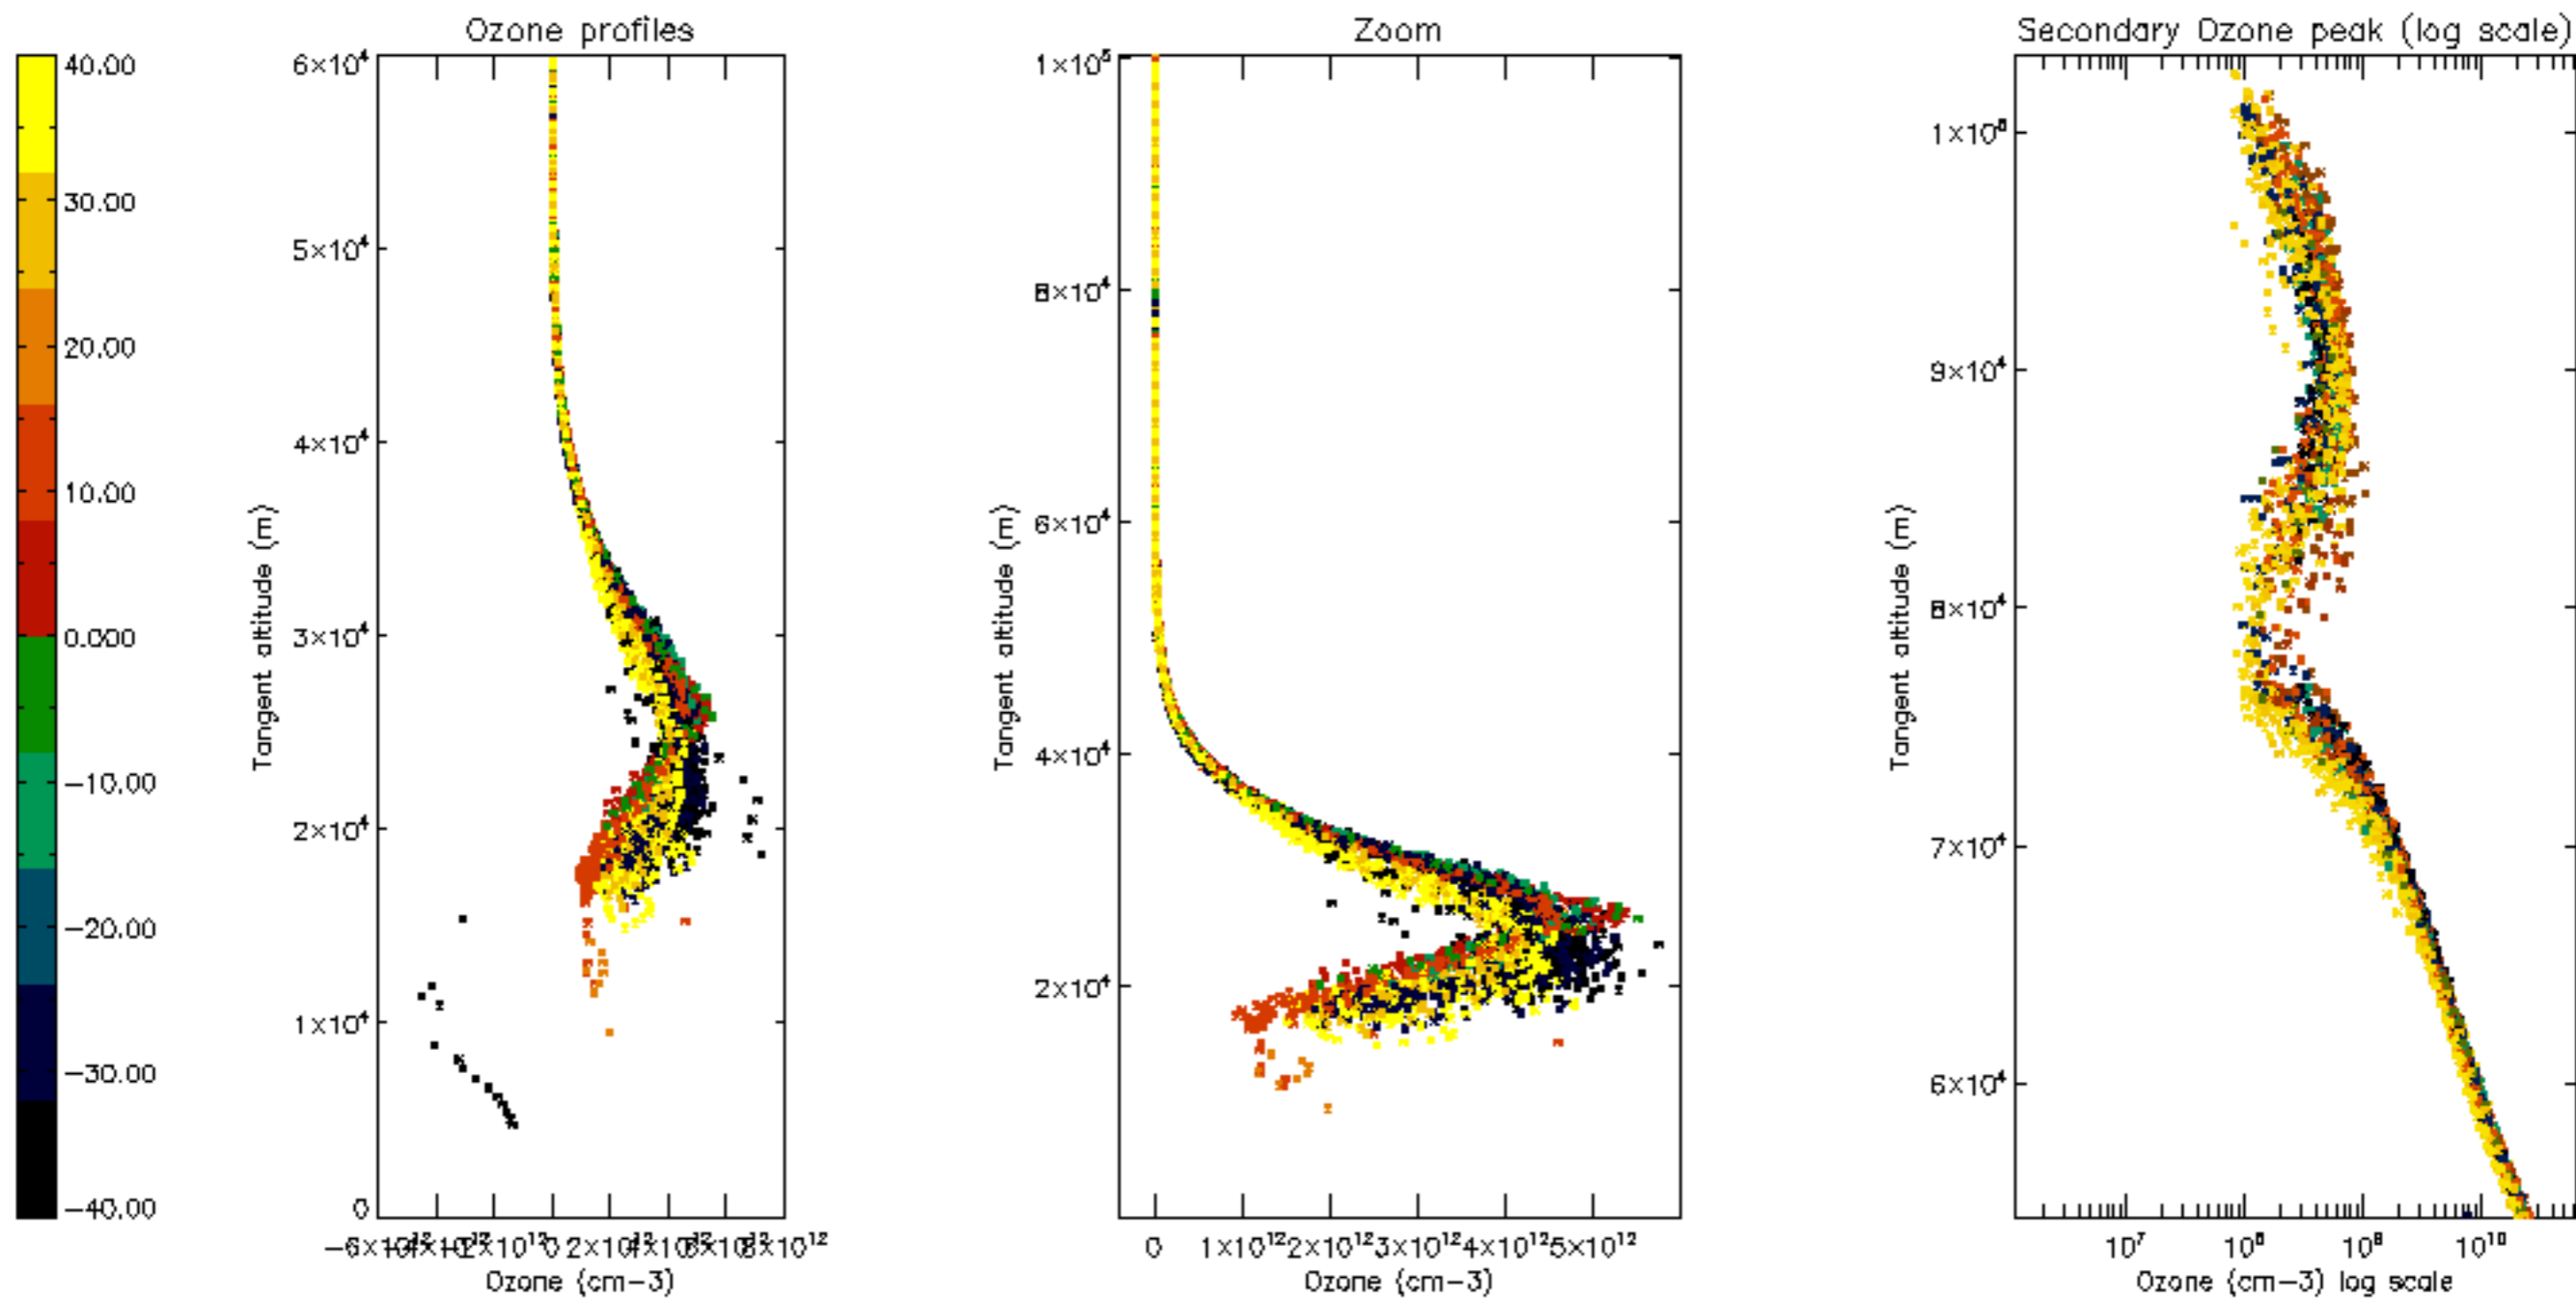 Ozone profiles
Zoom
Secondary Ozone peak (log scale)
40.00
30.00
20.00
10.00
-10.00
-20.00
-30.00
-40.00
6×10⁴
5×10⁴
4×10⁴
3×10⁴
2×10⁴
1×10⁴
0
Tangent altitude (m)
0 2×10¹² 8×10¹²
Ozone (cm-3)
1×10⁵
8×10⁴
6×10⁴
4×10⁴
2×10⁴
Tangent altitude (m)
0 1×10¹² 2×10¹² 3×10¹² 4×10¹² 5×10¹²
Ozone (cm-3)
9×10⁴
8×10⁴
7×10⁴
6×10⁴
Tangent altitude (m)
10⁷ 10⁸ 10⁹ 10¹⁰
Ozone (cm-3) log scale